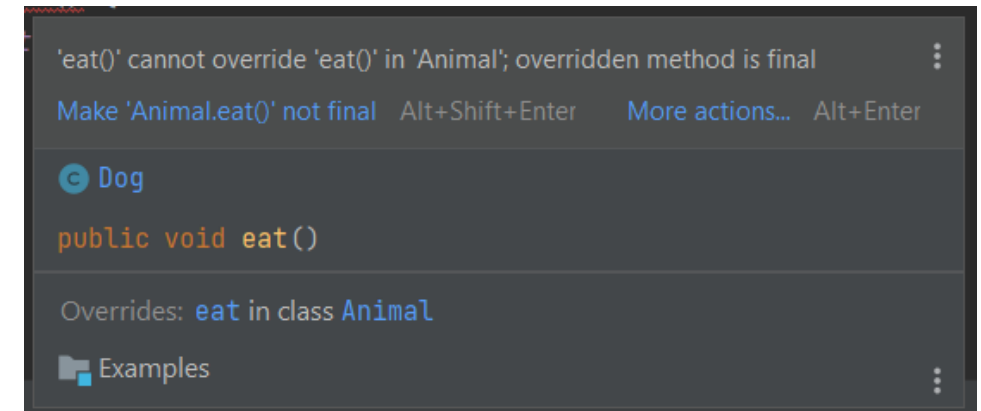 'eat()' cannot override 'eat()' in 'Animal'; overridden method is final
Make 'Animal.eat()' not final Alt+Shift+Enter More actions... Alt+Enter
C Dog
public void eat()
Overrides: eat in class Animal
Examples